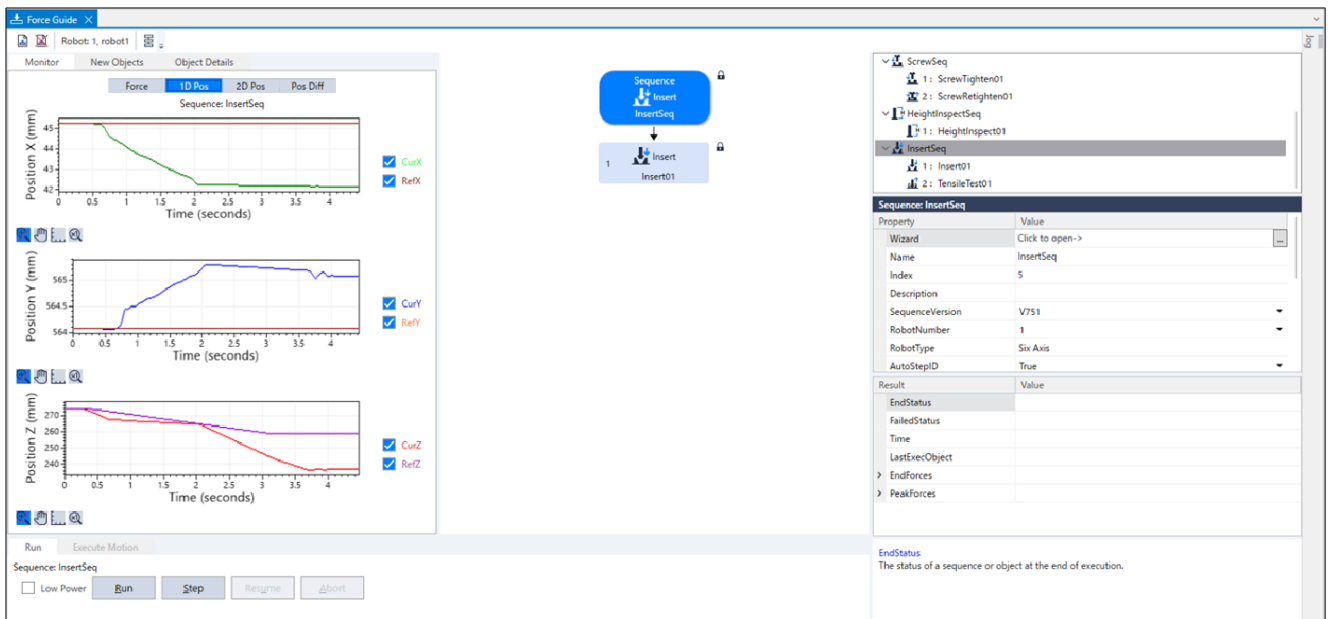 Force Guide
Robot: 1, robot1
Jog
Monitor New Objects Object Details
Force 1D Pos 2D Pos Pos Diff
Sequence: InsertSeq
Position X (mm)
45
44
43
42
0 0.5 1 1.5 2 2.5 3 3.5 4
Time (seconds)
CurX
RefX
Position Y (mm)
565
564.5
564
0 0.5 1 1.5 2 2.5 3 3.5 4
Time (seconds)
CurY
RefY
Position Z (mm)
270
260
250
240
0 0.5 1 1.5 2 2.5 3 3.5 4
Time (seconds)
CurZ
RefZ
Run Execute Motion
Sequence: InsertSeq
Low Power Run Step Resume Abort
Sequence
Insert
InsertSeq
1 Insert
Insert01
ScrewSeq
1 : ScrewTighten01
2 : ScrewRetighten01
HeightInspectSeq
1 : HeightInspect01
InsertSeq
1 : Insert01
2 : TensileTest01
Sequence: InsertSeq
Property Value
Wizard Click to open-> ...
Name InsertSeq
Index 5
Description
SequenceVersion V751
RobotNumber 1
RobotType Six Axis
AutoStepID True
Result Value
EndStatus
FailedStatus
Time
LastExecObject
EndForces
PeakForces
EndStatus
The status of a sequence or object at the end of execution.